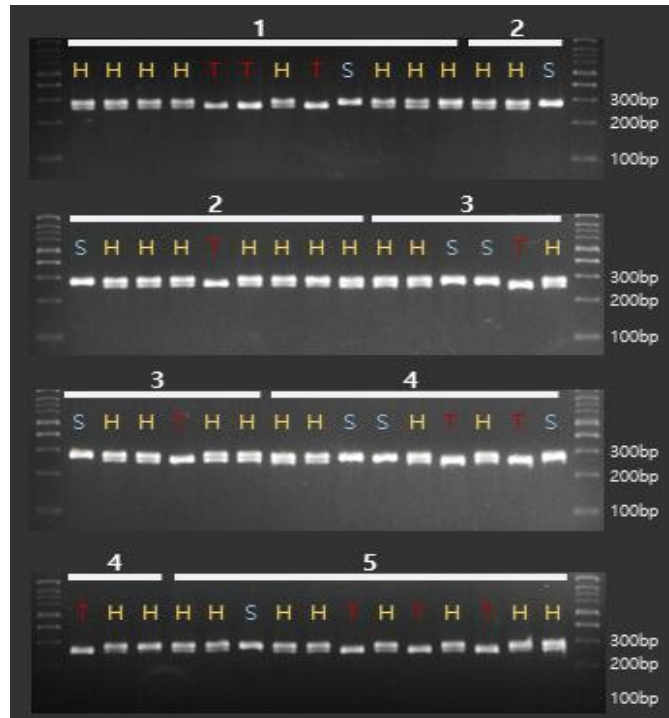 1 2
H H H H T T H T S H H H H H S
300bp
200bp
100bp
2 3
S H H H T H H H H H H S S T H
300bp
200bp
100bp
3 4
S H H T H H H H S S H T H T S
300bp
200bp
100bp
4 5
T H H H H S H H T H T H T H H
300bp
200bp
100bp